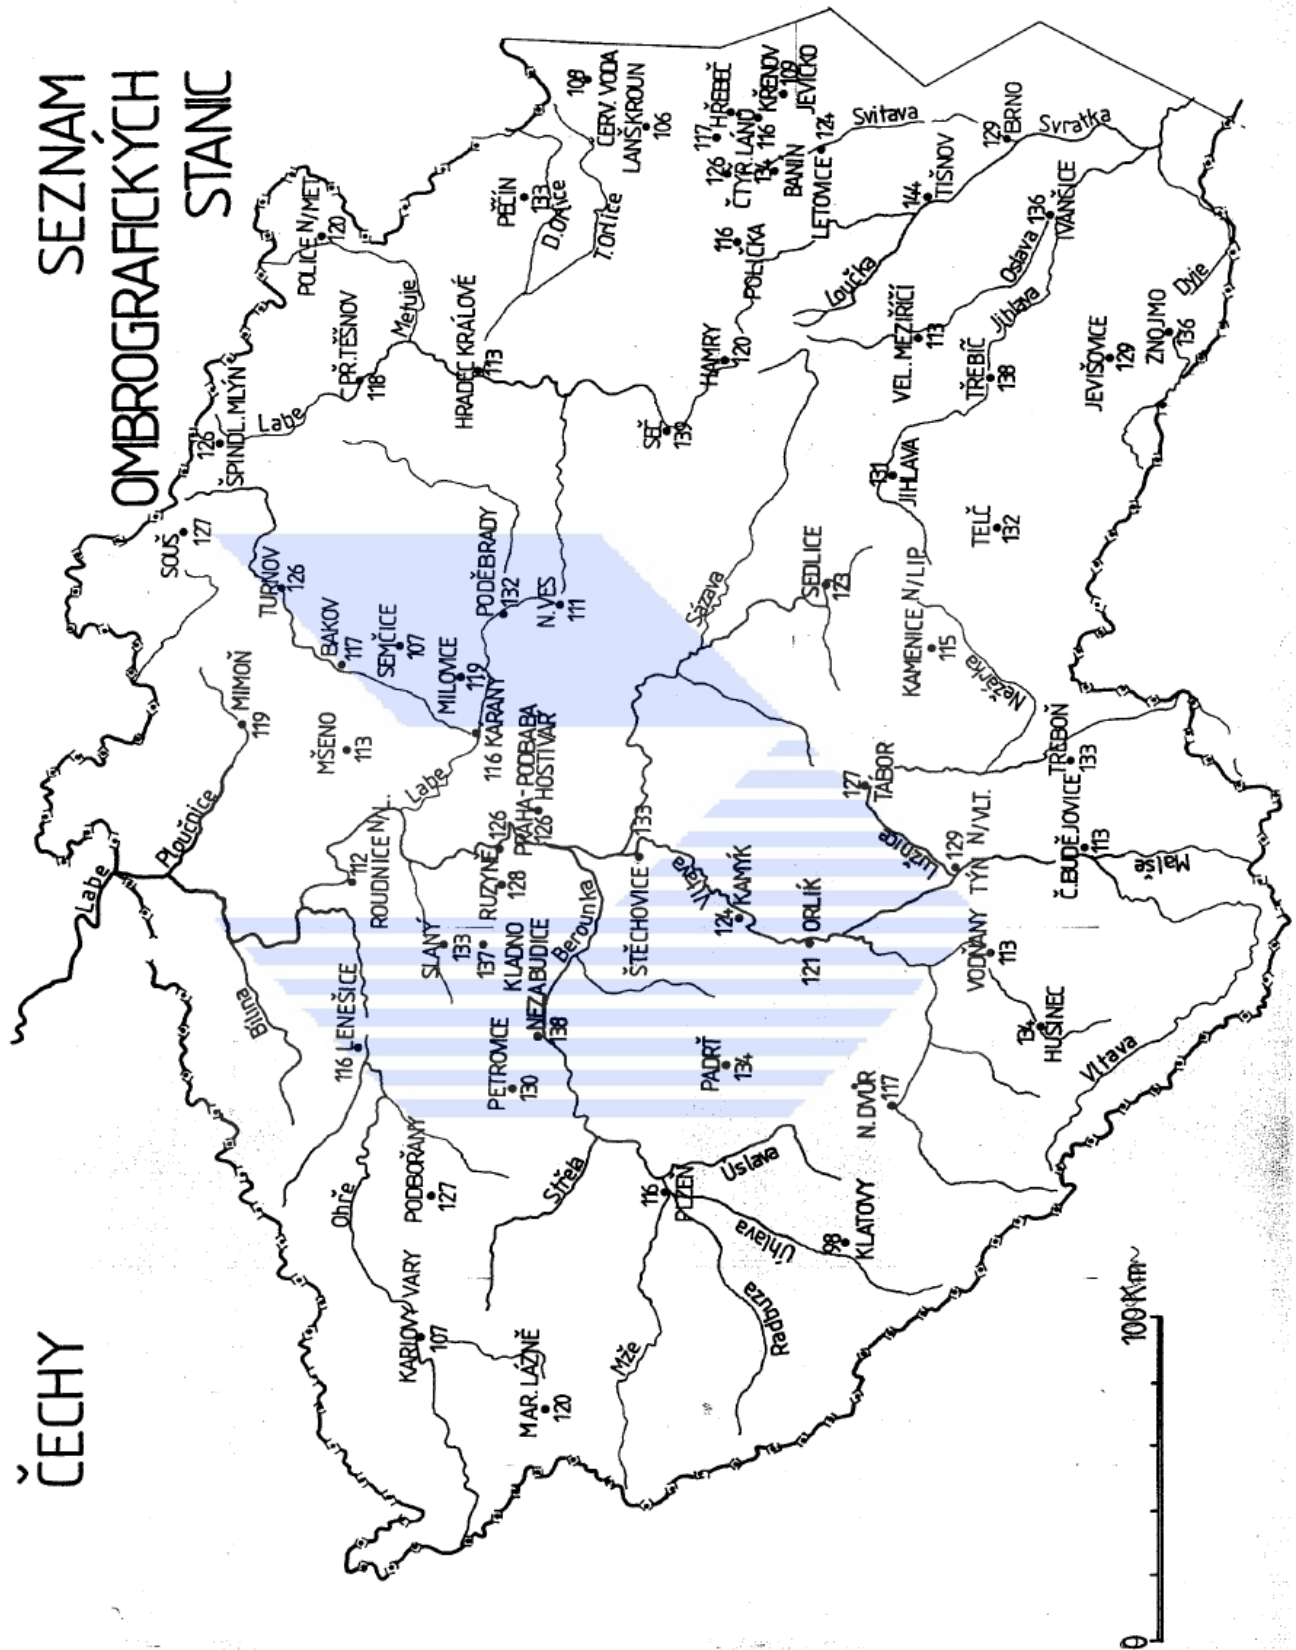 ČECHY
SEZNAM
OMBROGRAFICKÝCH
STANIC
Labe
Ploučnice
Bílina
SOUŠ
127
126
ŠPINDL. MLÝN
POLICE N/MET.
120
MIMOŇ
119
TURNOV
126
Labe
PŘ.TĚŠNOV
118
Metuje
MŠENO
113
BAKOV
117
SEMČICE
107
112
ROUDNICE N/L.
Labe
116 LENEŠICE
Ohře
PODBOŘANY
127
KARLOVY VARY
107
SLANÝ
133
137
KLADNO
RUZYNĚ
128
126
PRAHA-PODBABA
126
HOSTIVAŘ
116 KARANY
MILOVICE
119
PODĚBRADY
132
N.VES
111
HRADEC KRÁLOVÉ
113
PĚČÍN
133
D.Orlice
T.Orlice
108
ČERV. VODA
LANŠKROUN
106
MAR. LÁZNĚ
120
PETROVICE
130
NEZABUDICE
138
Berounka
Střela
Mže
116
PLZEŇ
Úslava
Úhlava
Radbuza
ŠTĚCHOVICE
133
Vltava
124
KAMÝK
PADRŤ
134
Sázava
SEČ
139
HAMRY
120
116
POLIČKA
117
HŘEBEČ
126
ČTYŘ. LÁNŮ
116
KŘENOV
109
JEVÍČKO
134
BANÍN
LETOVICE
124
Svitava
121
ORLÍK
N.DVŮR
117
98
KLATOVY
SEDLICE
123
127
TÁBOR
Lužnice
129
TÝN N/VLT.
VODŇANY
113
134
HUSINEC
Vltava
KAMENICE N/LIP.
115
Nežárka
131
JIHLAVA
TELČ
132
Loučka
VEL. MEZIŘÍČÍ
113
TŘEBÍČ
138
Jihlava
Oslava
144
TIŠNOV
129
BRNO
Svratka
136
IVANČICE
TŘEBOŇ
133
Č.BUDĚJOVICE
113
Malše
JEVIŠOVICE
129
ZNOJMO
136
Dyje
0
100 Km